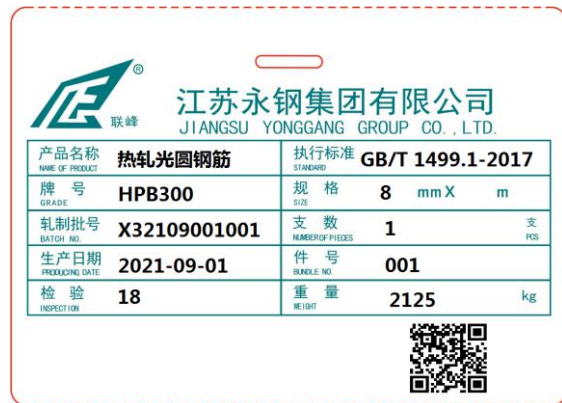 ®
联峰
江苏永钢集团有限公司
JIANGSU YONGGANG GROUP CO.,LTD.
产品名称 热轧光圆钢筋 执行标准 GB/T 1499.1-2017
NAME OF PRODUCT STANDARD
牌 号 HPB300 规 格 8 mmX m
GRADE SIZE
轧制批号 X32109001001 支 数 1 支
BATCH NO. NUMBEROFPIECES PCS
生产日期 2021-09-01 件 号 001
PRODUCING DATE BUNDLE NO.
检 验 18 重 量 2125 kg
INSPECTION WEIGHT